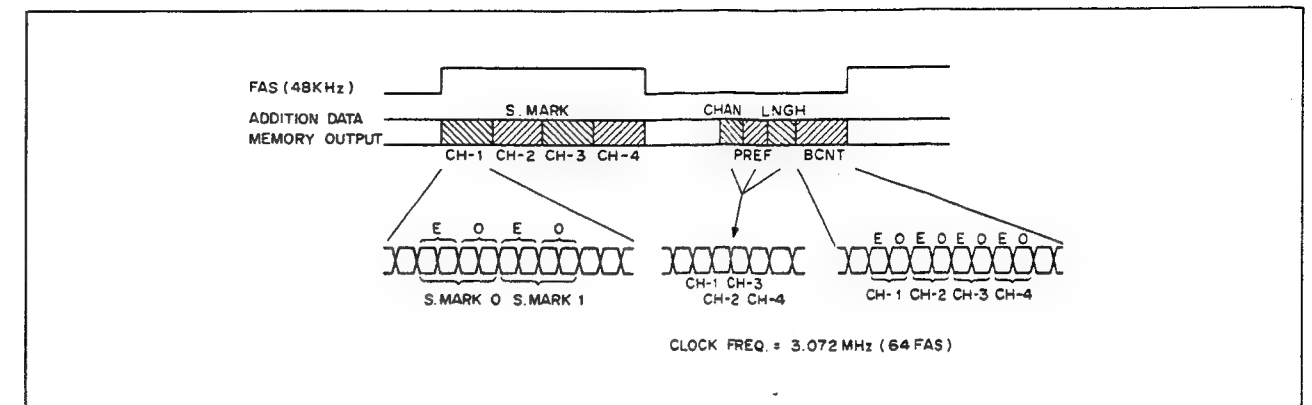 FAS (48KHz)
ADDITION DATA
MEMORY OUTPUT
S. MARK
CHAN LNGH
CH-1 CH-2 CH-3 CH-4
PREF BCNT
E O E O
S.MARK 0 S.MARK 1
CH-1 CH-3
CH-2 CH-4
E O E O E O E O
CH-1 CH-2 CH-3 CH-4
CLOCK FREQ. = 3.072 MHz (64 FAS)